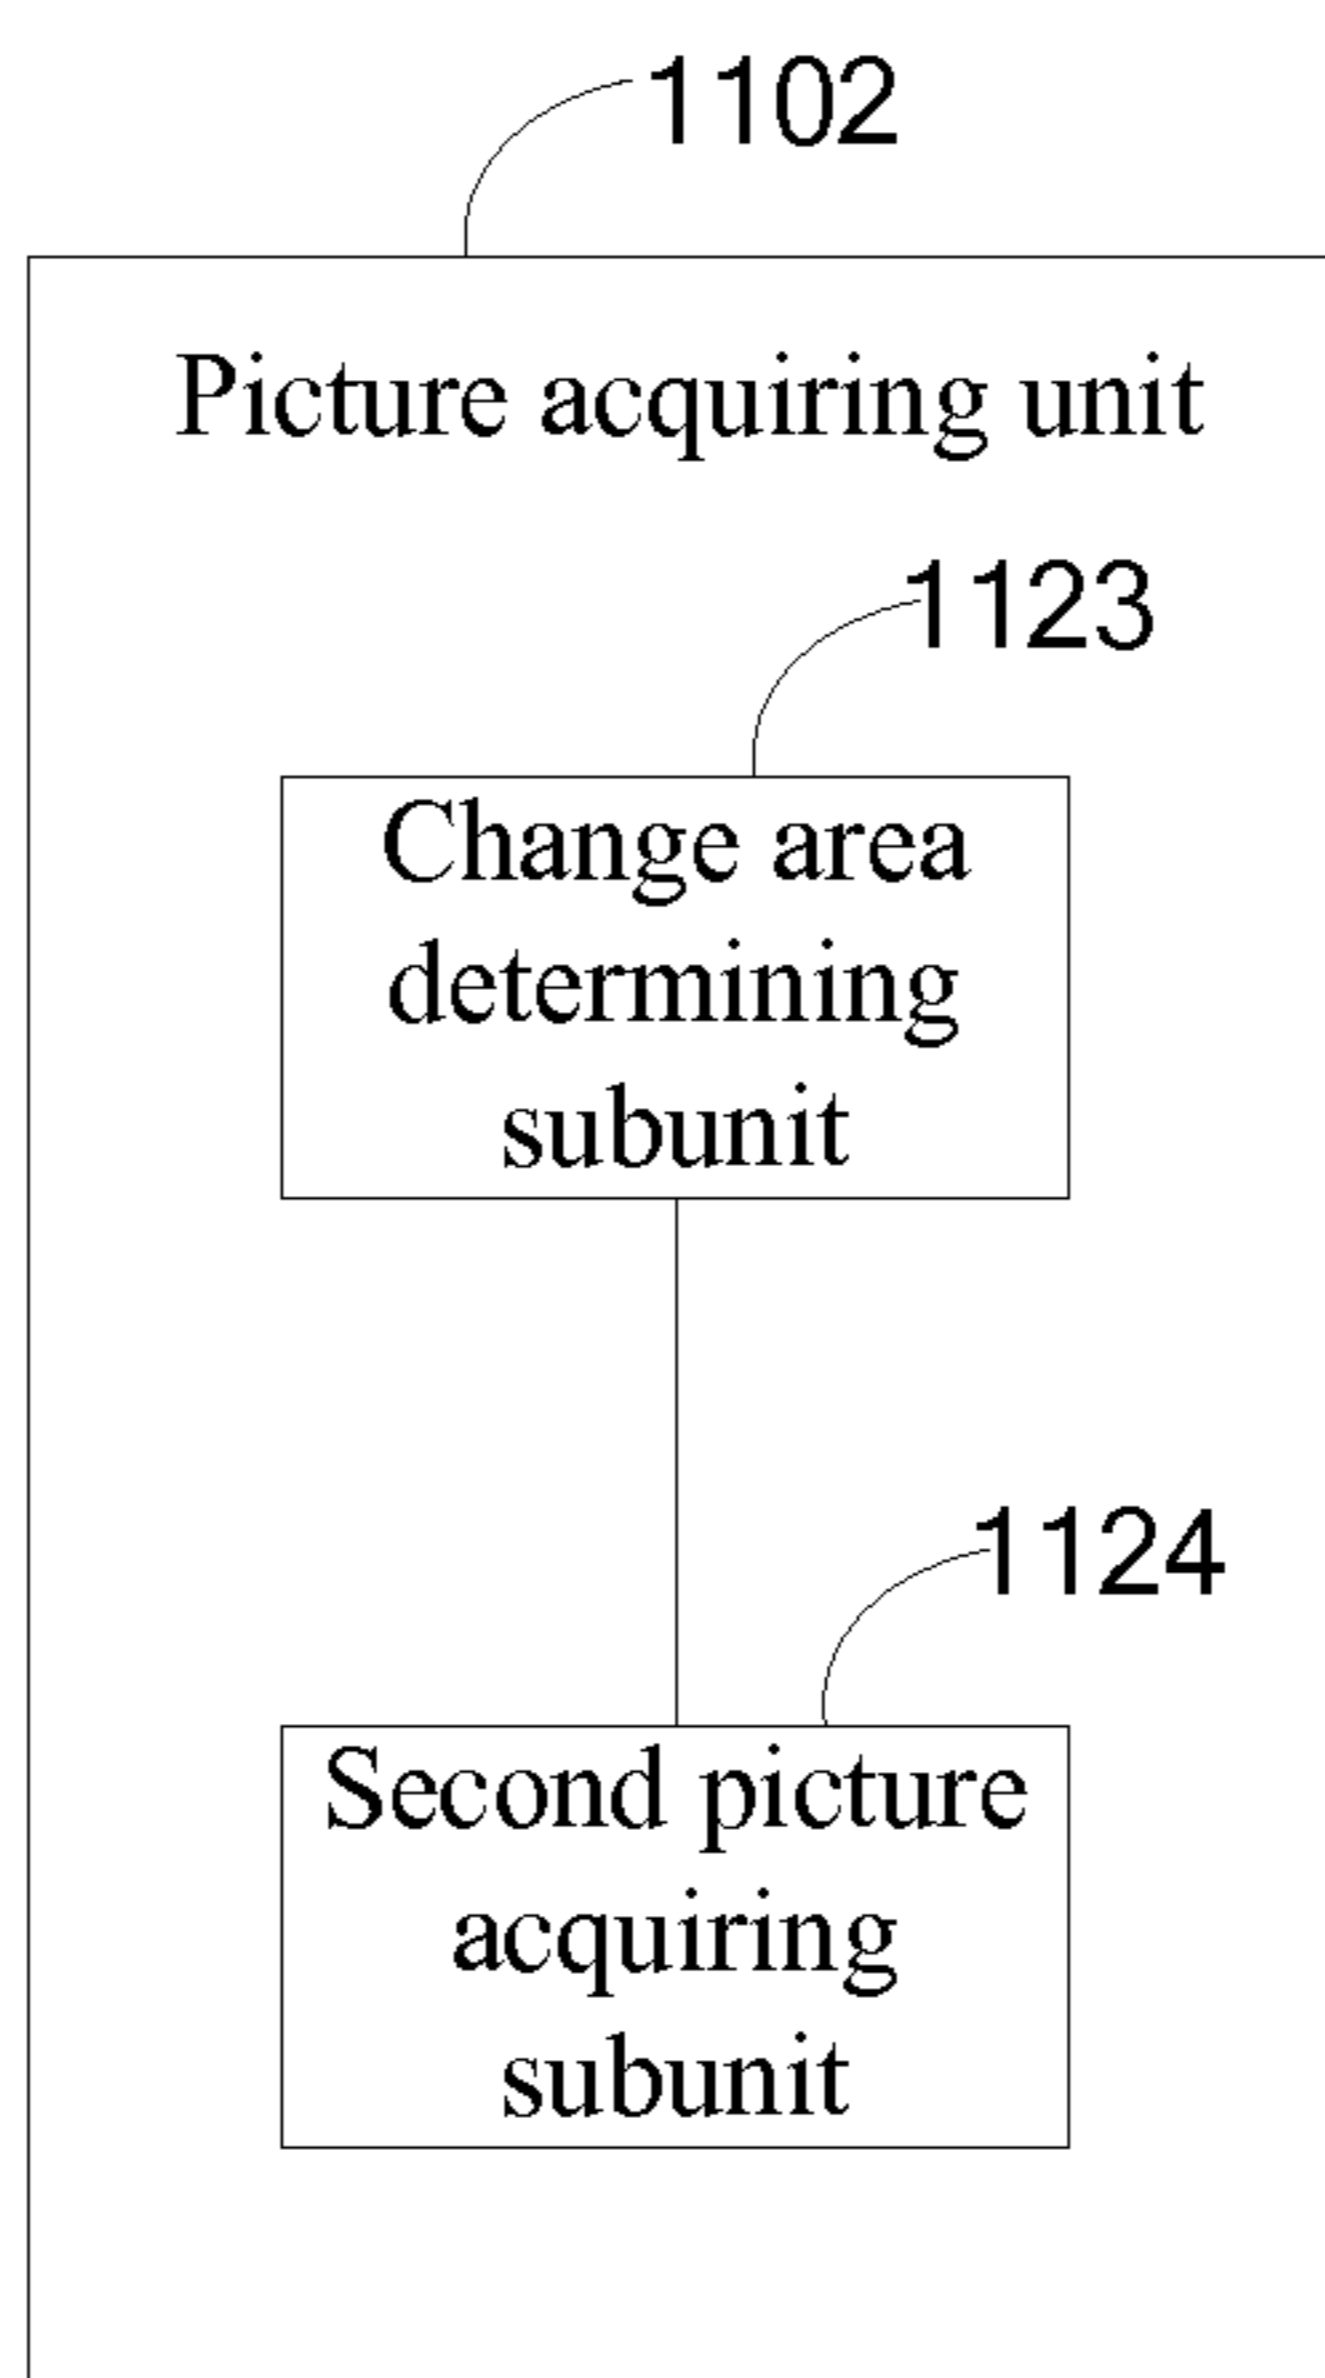 1102
Picture acquiring unit
1123
Change area
determining
subunit
1124
Second picture
acquiring
subunit